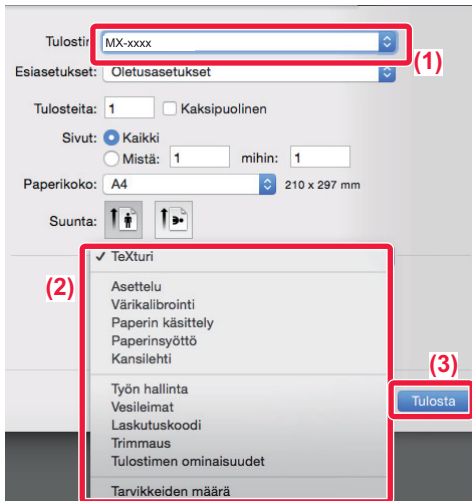 Tulostin: MX-xxxx
(1)
Esiasetukset: Oletusasetukset
Tulosteita: 1 Kaksipuolinen
Sivut: Kaikki
Mistä: 1 mihin: 1
Paperikoko: A4 210 x 297 mm
Suunta:
(2)
✓ TeXturi
Asettelu
Värikalibrointi
Paperin käsittely
Paperinsyöttö
Kansilehti
Työn hallinta
Vesileimat
Laskutuskoodi
Trimmaus
Tulostimen ominaisuudet
Tarvikkeiden määrä
(3)
Tulosta